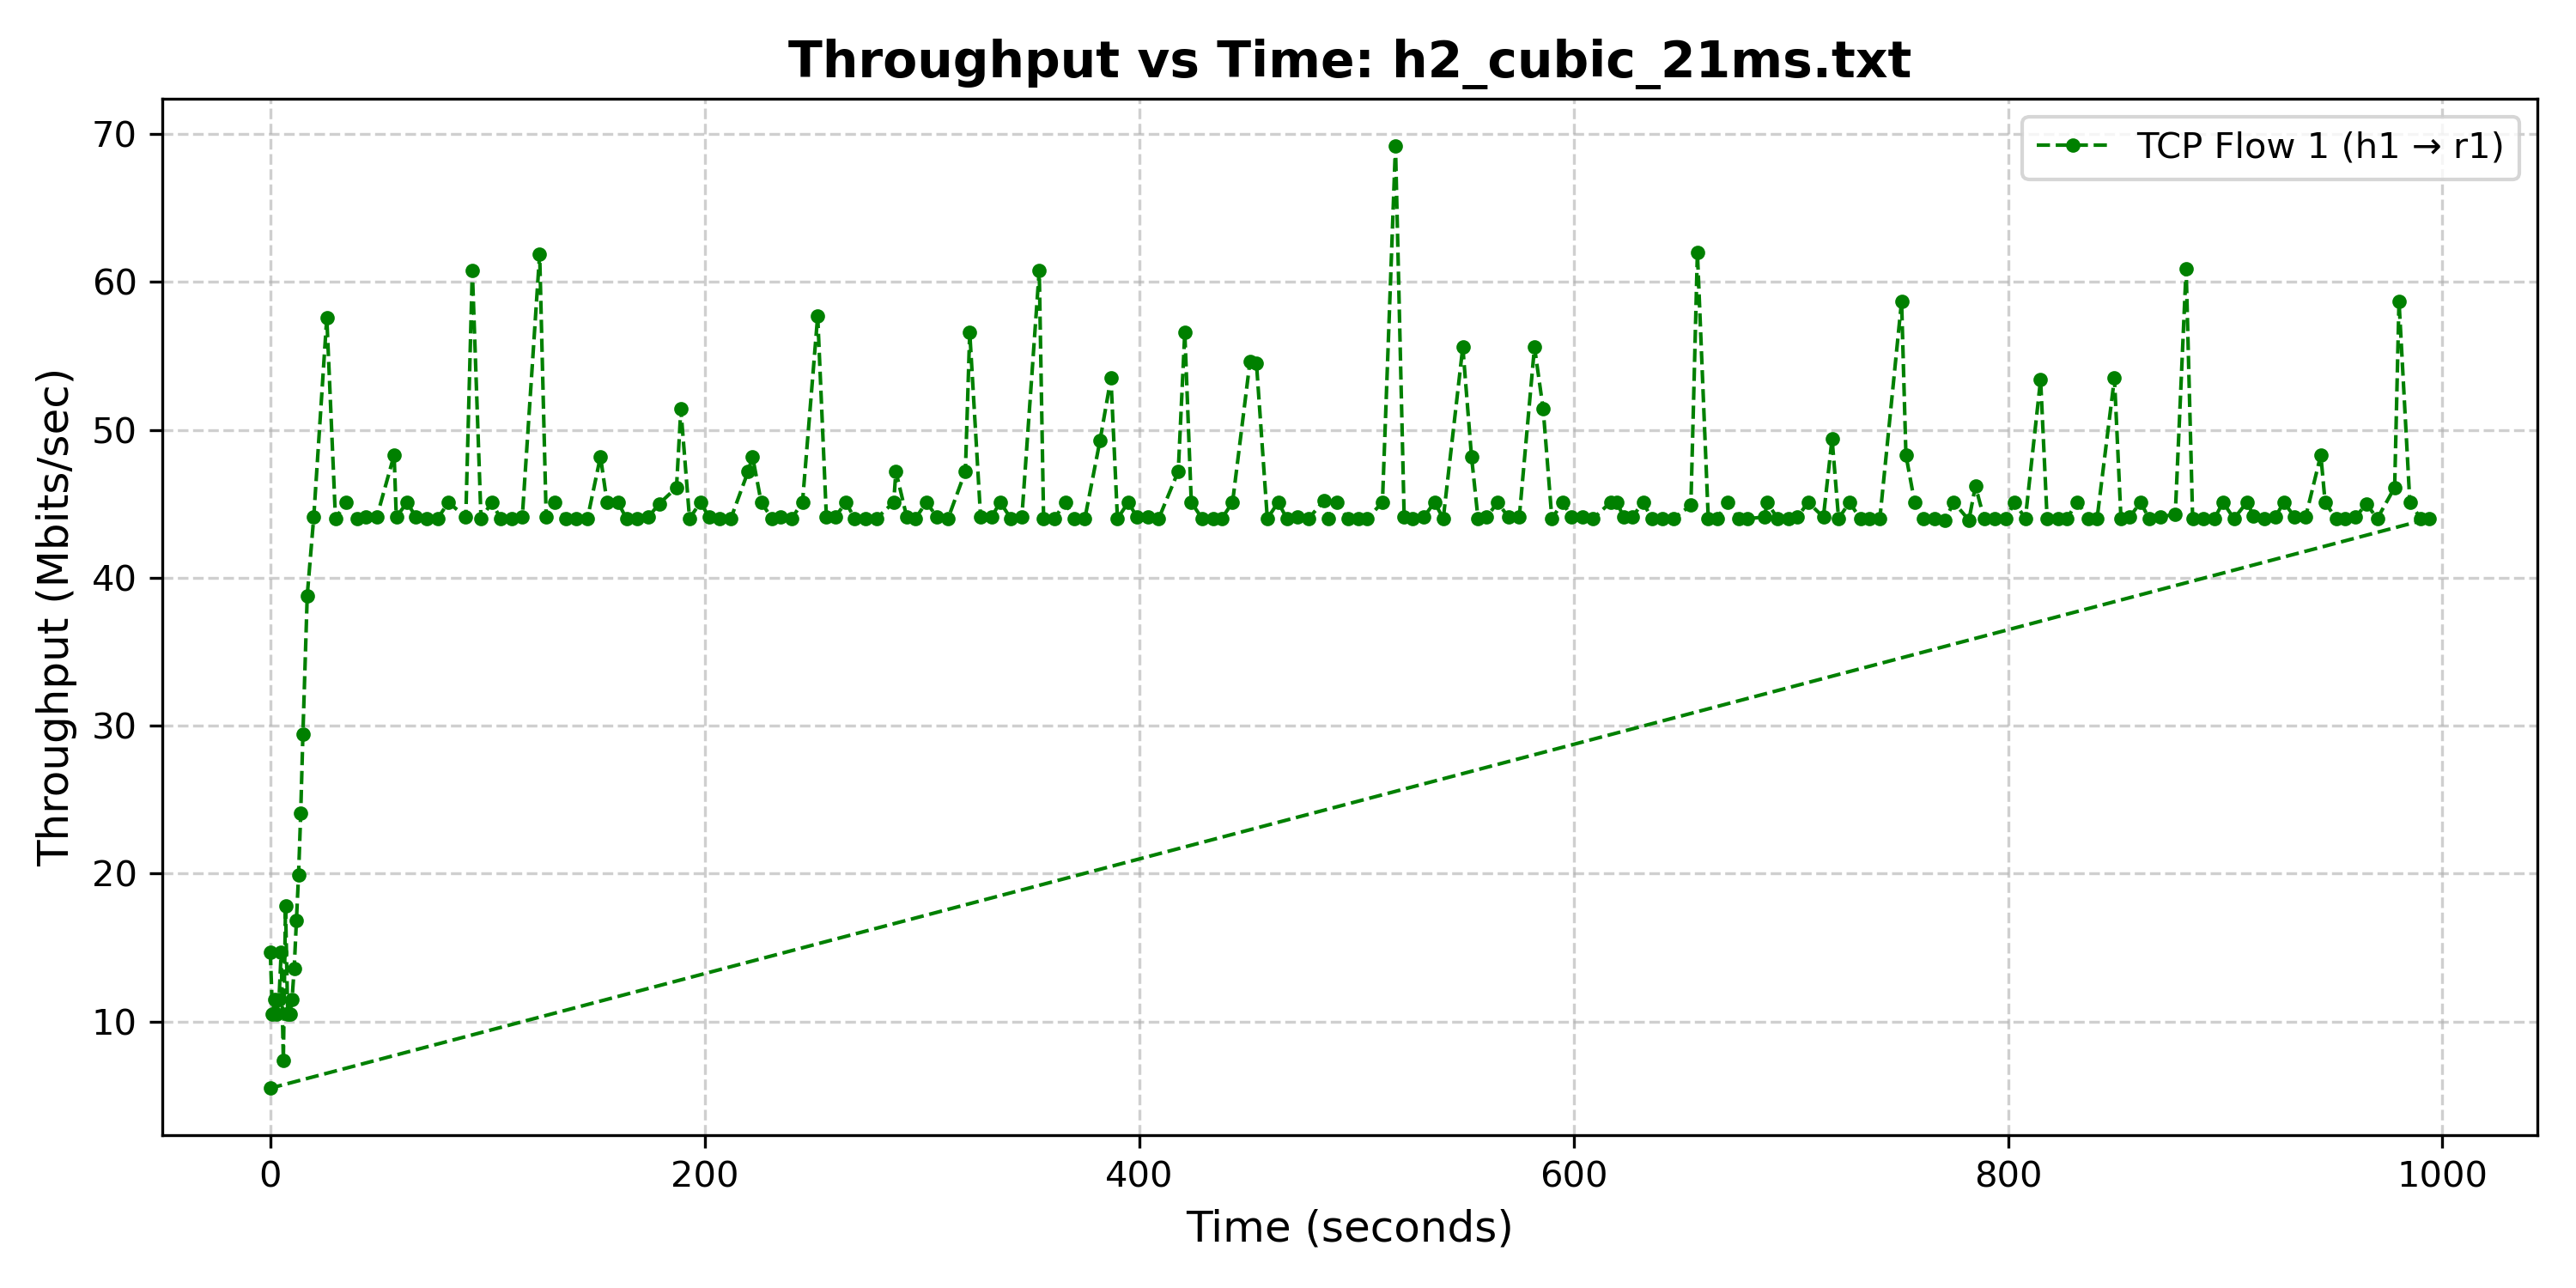 Throughput vs Time: h2_cubic_21ms.txt
TCP Flow 1 (h1 → r1)
Throughput (Mbits/sec)
70
60
50
40
30
20
10
0 200 400 600 800 1000
Time (seconds)